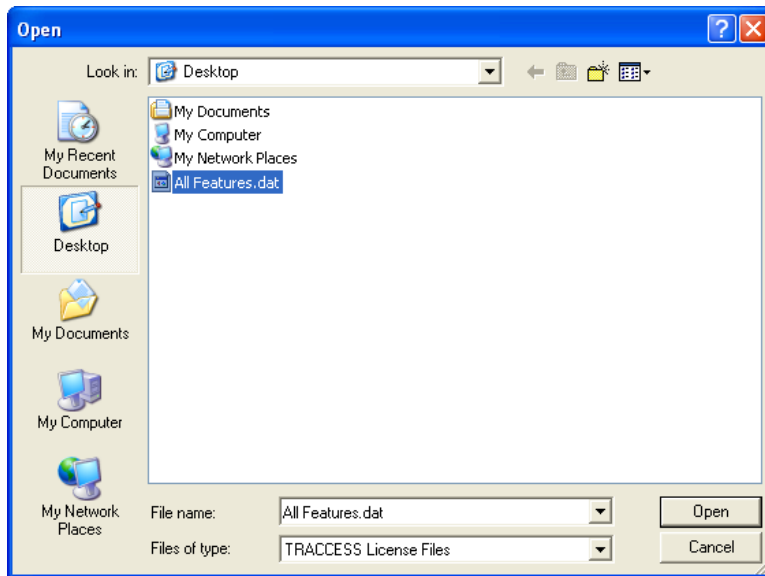 Open
Look in: Desktop
My Documents
My Computer
My Network Places
All Features.dat
My Recent
Documents
Desktop
My Documents
My Computer
My Network
Places
File name: All Features.dat Open
Files of type: TRACCESS License Files Cancel